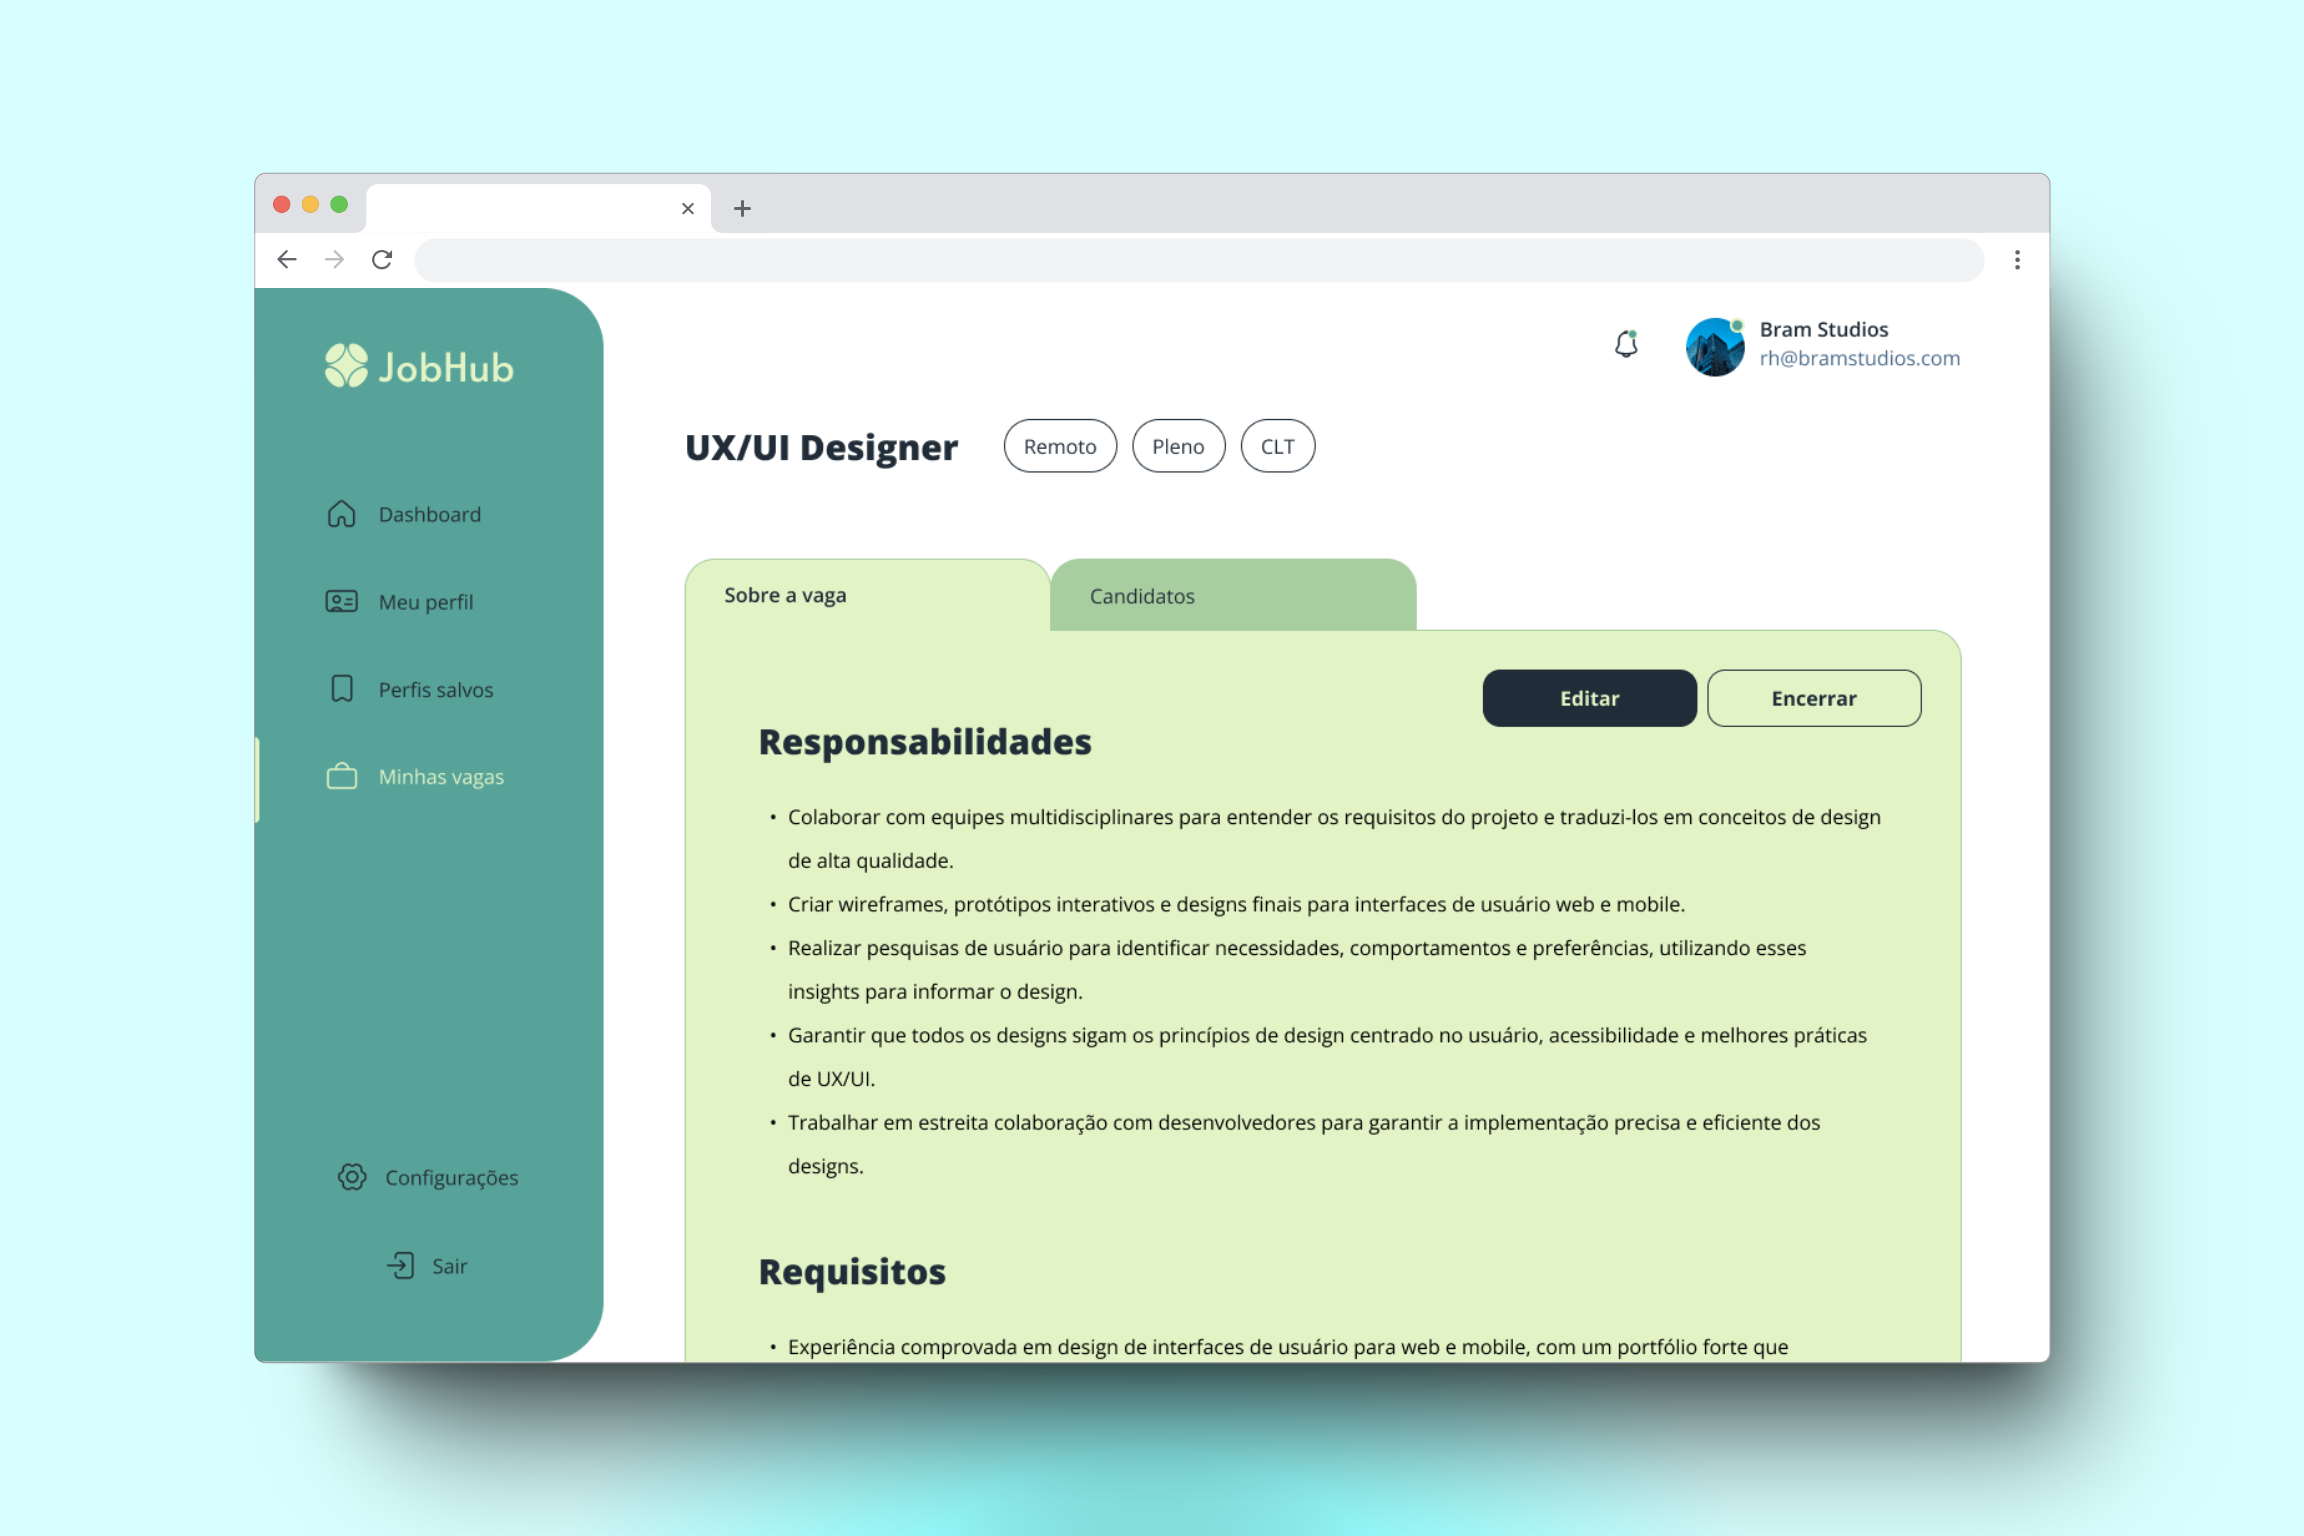 JobHub
Bram Studios
rh@bramstudios.com
UX/UI Designer
Remoto
Pleno
CLT
Dashboard
Meu perfil
Perfis salvos
Minhas vagas
Configurações
Sair
Sobre a vaga
Candidatos
Editar
Encerrar
Responsabilidades
• Colaborar com equipes multidisciplinares para entender os requisitos do projeto e traduzi-los em conceitos de design
de alta qualidade.
• Criar wireframes, protótipos interativos e designs finais para interfaces de usuário web e mobile.
• Realizar pesquisas de usuário para identificar necessidades, comportamentos e preferências, utilizando esses
insights para informar o design.
• Garantir que todos os designs sigam os princípios de design centrado no usuário, acessibilidade e melhores práticas
de UX/UI.
• Trabalhar em estreita colaboração com desenvolvedores para garantir a implementação precisa e eficiente dos
designs.
Requisitos
• Experiência comprovada em design de interfaces de usuário para web e mobile, com um portfólio forte que